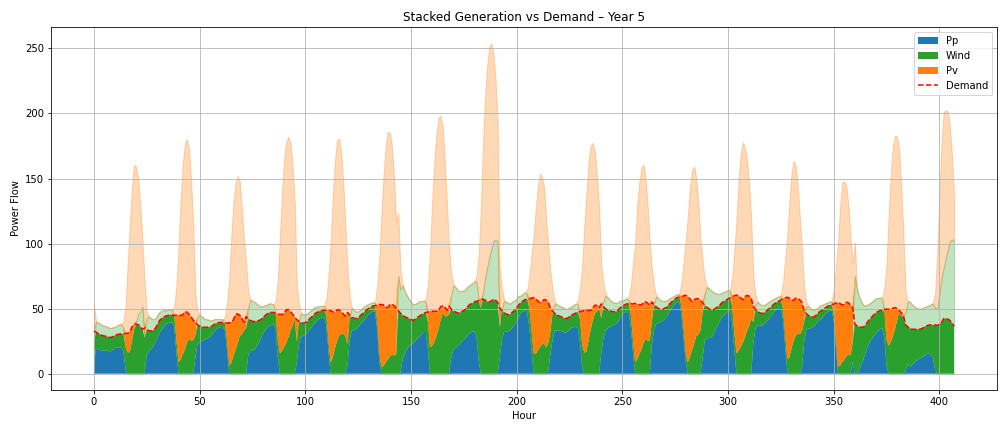 Stacked Generation vs Demand – Year 5
Power Flow
250
200
150
100
50
0
Pp
Wind
Pv
Demand
0 50 100 150 200 250 300 350 400
Hour